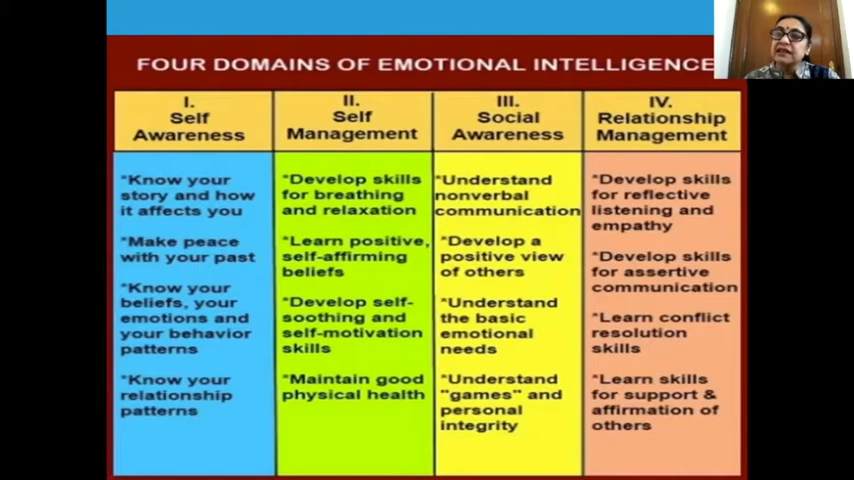 FOUR DOMAINS OF EMOTIONAL INTELLIGENCE
I.
Self
Awareness
*Know your
story and how
it affects you
*Make peace
with your past
*Know your
beliefs, your
emotions and
your behavior
patterns
*Know your
relationship
patterns
II.
Self
Management
*Develop skills
for breathing
and relaxation
*Learn positive,
self-affirming
beliefs
*Develop self-
soothing and
self-motivation
skills
*Maintain good
physical health
III.
Social
Awareness
*Understand
nonverbal
communication
*Develop a
positive view
of others
*Understand
the basic
emotional
needs
*Understand
"games" and
personal
integrity
IV.
Relationship
Management
*Develop skills
for reflective
listening and
empathy
*Develop skills
for assertive
communication
*Learn conflict
resolution
skills
*Learn skills
for support &
affirmation of
others